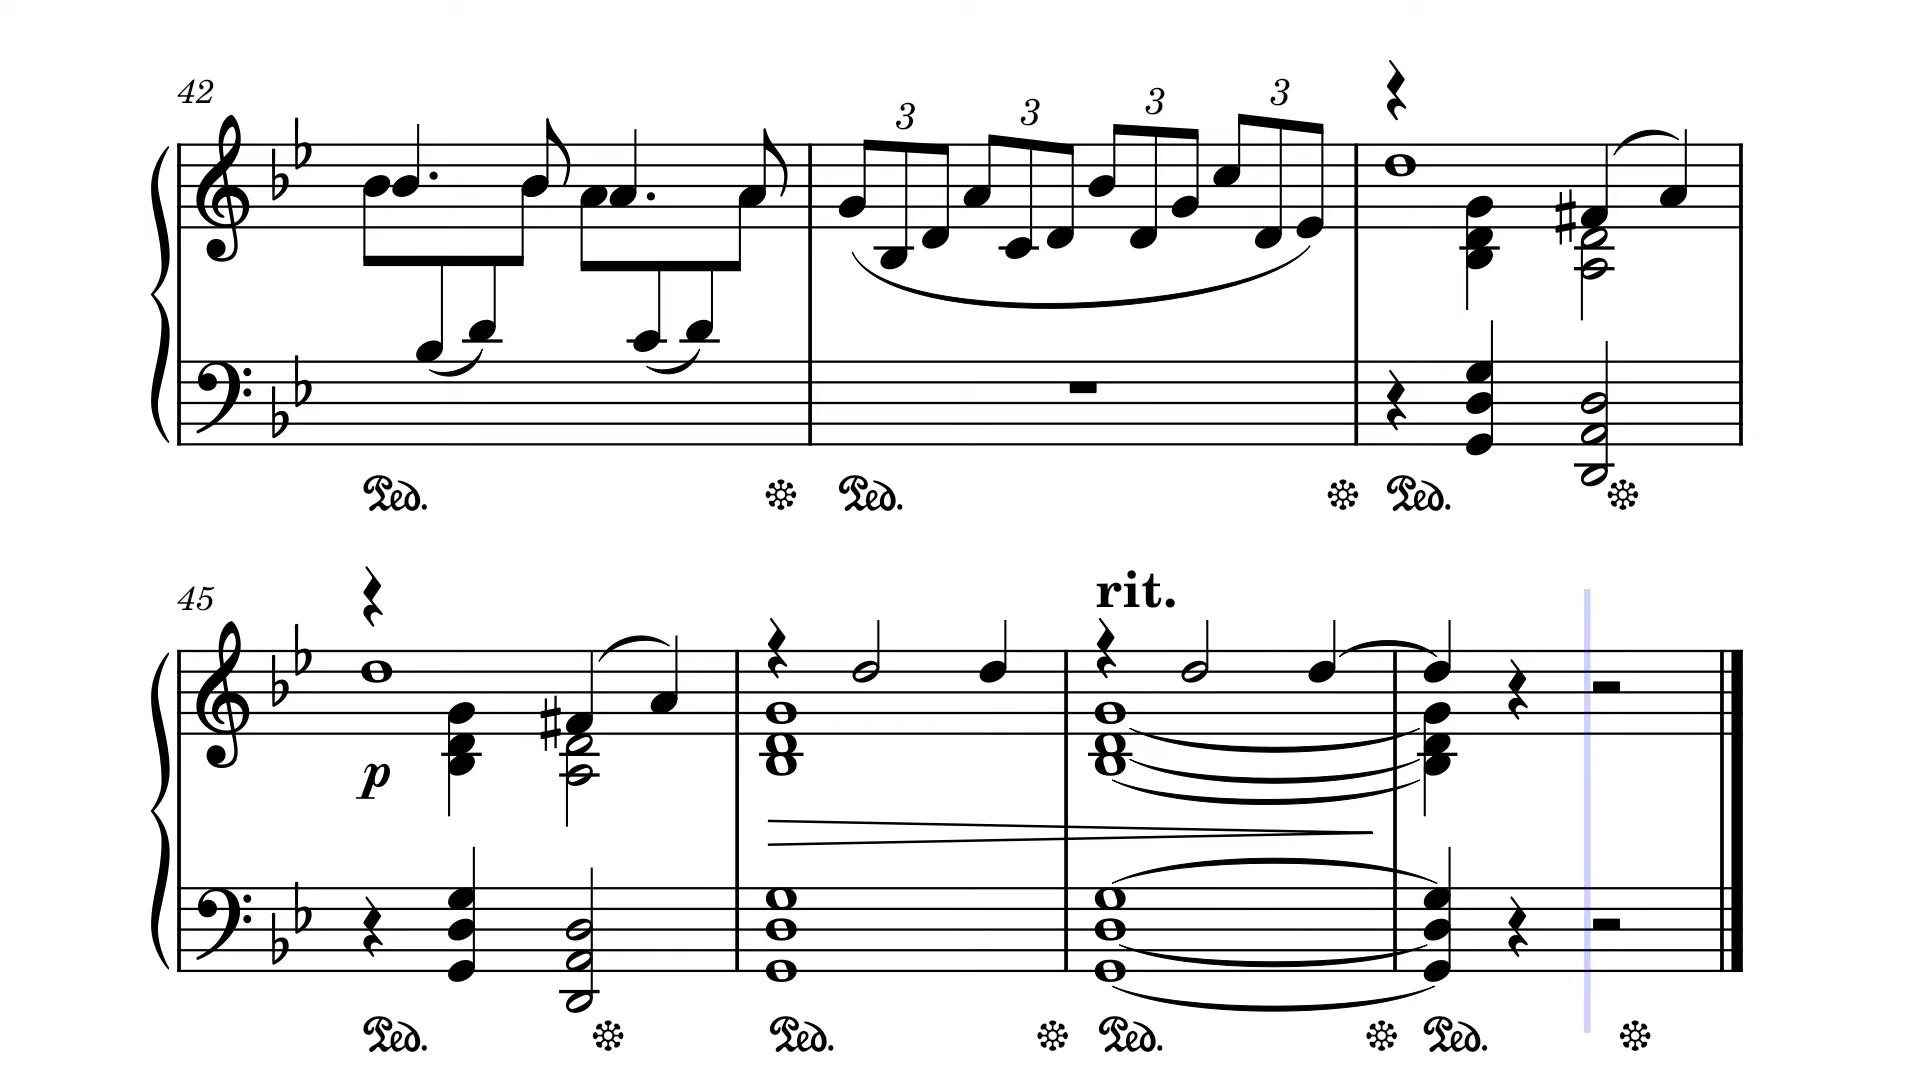 42
3 3 3 3
Ped. Ped. Ped.
45
rit.
p
Ped. Ped. Ped. Ped.